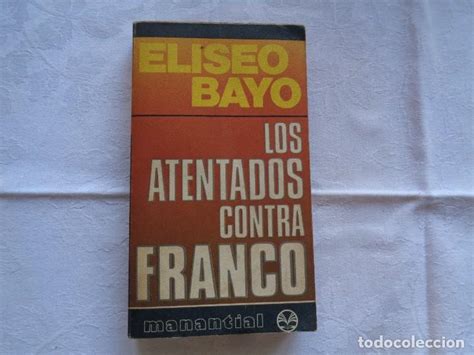 ELISEO
BAYO
LOS
ATENTADOS
CONTRA
FRANCO
manantial
todocoleccion